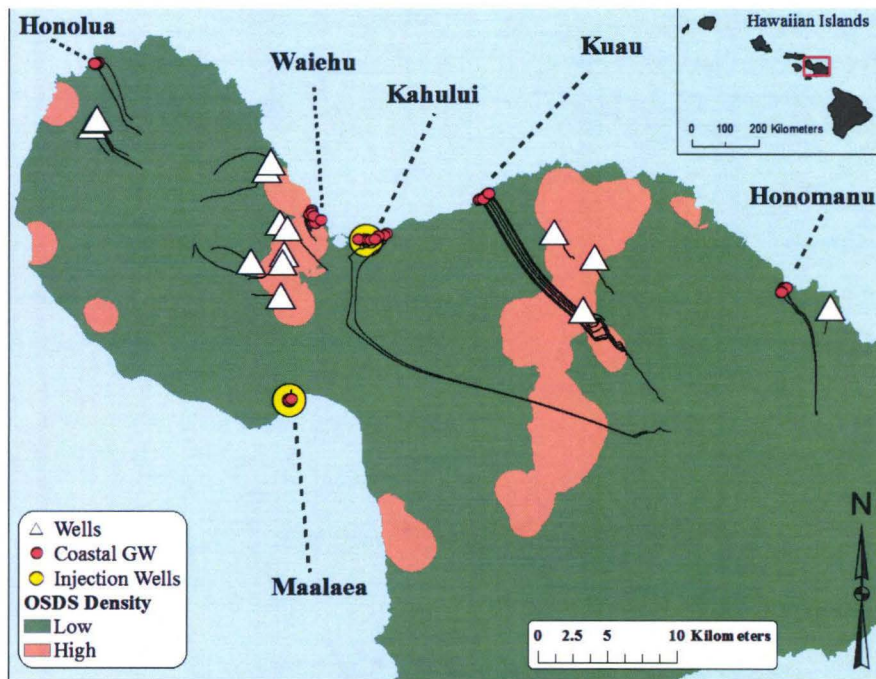 Honolua
Waiehu
Kahului
Kuau
Hawaiian Islands
0 100 200 Kilometers
Honomanu
Maalaea
Wells
Coastal GW
Injection Wells
OSDS Density
Low
High
0 2.5 5 10 Kilometers
N